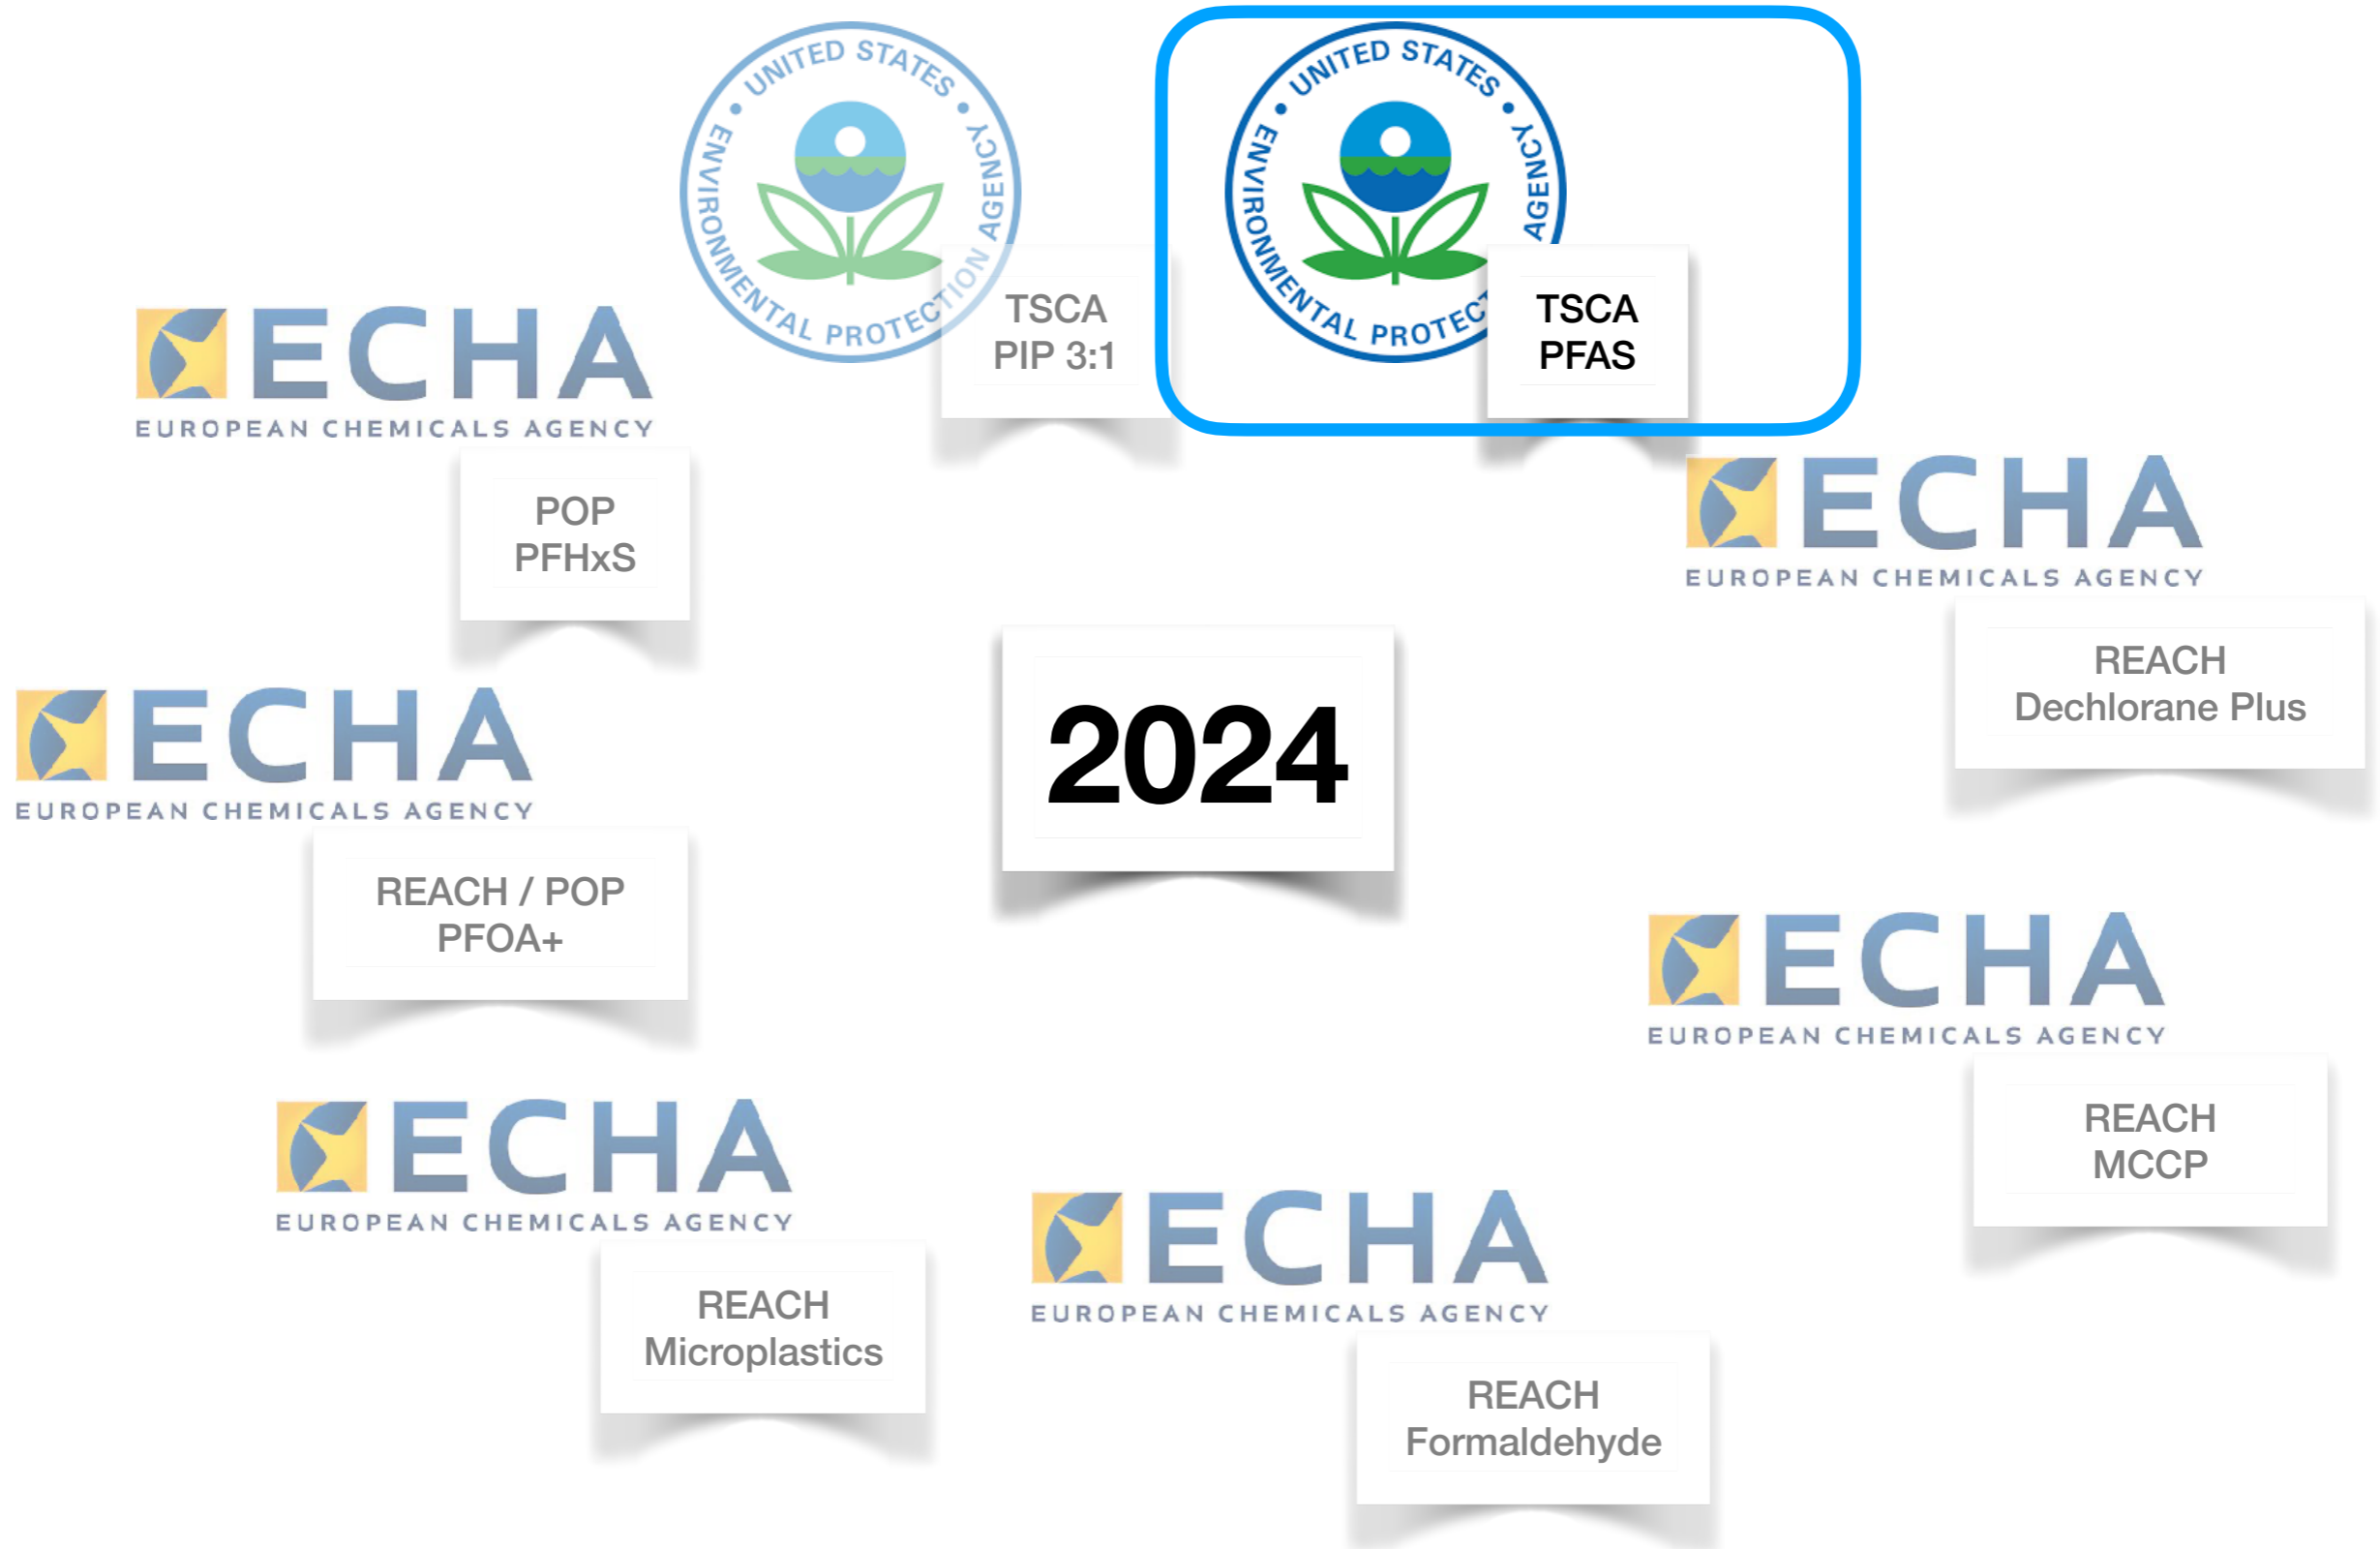 UNITED STATES • ENVIRONMENTAL PROTECTION AGENCY •
TSCA
PIP 3:1
UNITED STATES • ENVIRONMENTAL PROTEC AGENCY •
TSCA
PFAS
ECHA
EUROPEAN CHEMICALS AGENCY
POP
PFHxS
ECHA
EUROPEAN CHEMICALS AGENCY
REACH
Dechlorane Plus
2024
ECHA
EUROPEAN CHEMICALS AGENCY
REACH / POP
PFOA+
ECHA
EUROPEAN CHEMICALS AGENCY
REACH
MCCP
ECHA
EUROPEAN CHEMICALS AGENCY
REACH
Microplastics
ECHA
EUROPEAN CHEMICALS AGENCY
REACH
Formaldehyde